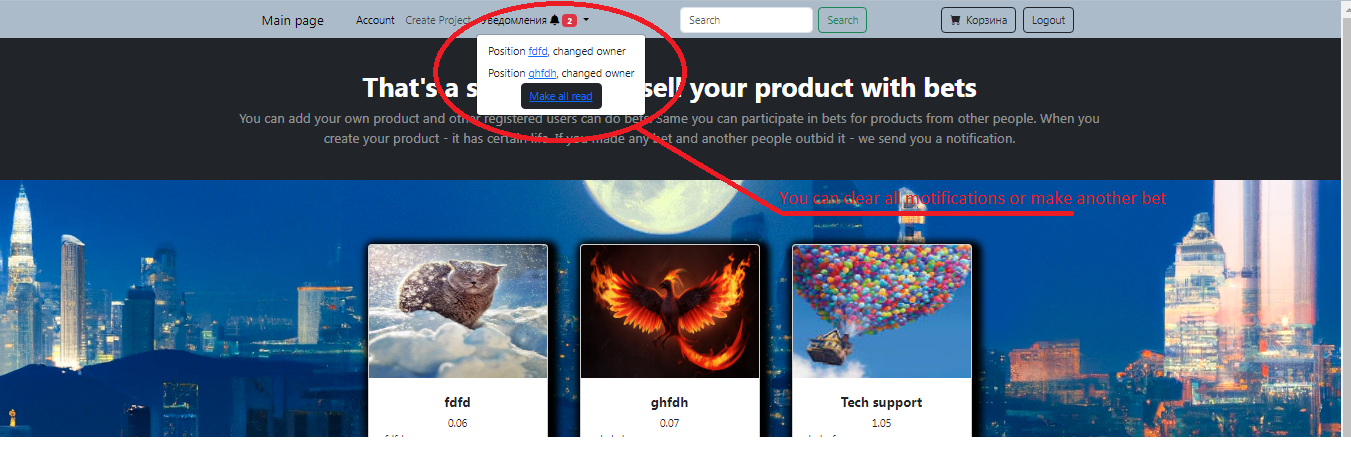 Main page Account Create Project Уведомления 2 Search Search Корзина Logout
Position fdfd, changed owner
Position ghfdh, changed owner
Make all read
That's a s sell your product with bets
You can add your own product and other registered users can do bets. Same you can participate in bets for products from other people. When you
create your product - it has certain life. If you made any bet and another people outbid it - we send you a notification.
You can clear all motifications or make another bet
fdfd ghfdh Tech support
0.06 0.07 1.05